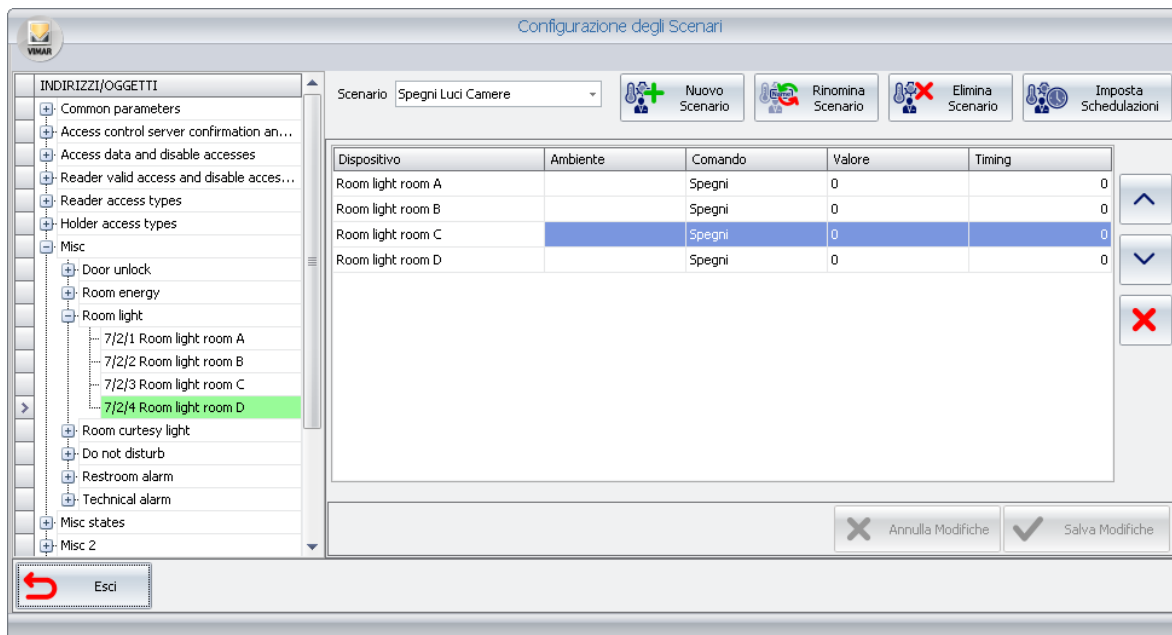 Configurazione degli Scenari
VIMAR
INDIRIZZI/OGGETTI
Common parameters
Access control server confirmation an...
Access data and disable accesses
Reader valid access and disable acces...
Reader access types
Holder access types
Misc
Door unlock
Room energy
Room light
7/2/1 Room light room A
7/2/2 Room light room B
7/2/3 Room light room C
7/2/4 Room light room D
Room curtesy light
Do not disturb
Restroom alarm
Technical alarm
Misc states
Misc 2
Scenario Spegni Luci Camere
Nuovo Scenario
Rinomina Scenario
Elimina Scenario
Imposta Schedulazioni
Dispositivo Ambiente Comando Valore Timing
Room light room A Spegni 0 0
Room light room B Spegni 0 0
Room light room C Spegni 0 0
Room light room D Spegni 0 0
Annulla Modifiche
Salva Modifiche
Esci